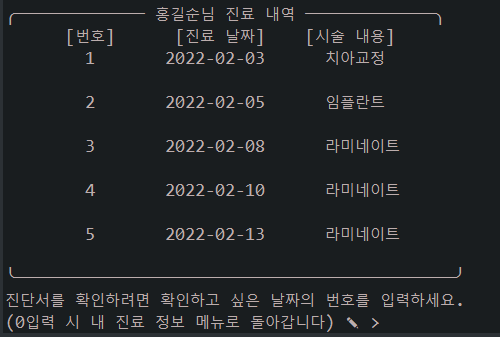 홍길순님 진료 내역
[번호] [진료 날짜] [시술 내용]
1 2022-02-03 치아교정
2 2022-02-05 임플란트
3 2022-02-08 라미네이트
4 2022-02-10 라미네이트
5 2022-02-13 라미네이트
진단서를 확인하려면 확인하고 싶은 날짜의 번호를 입력하세요.
(0입력 시 내 진료 정보 메뉴로 돌아갑니다) ✎ >